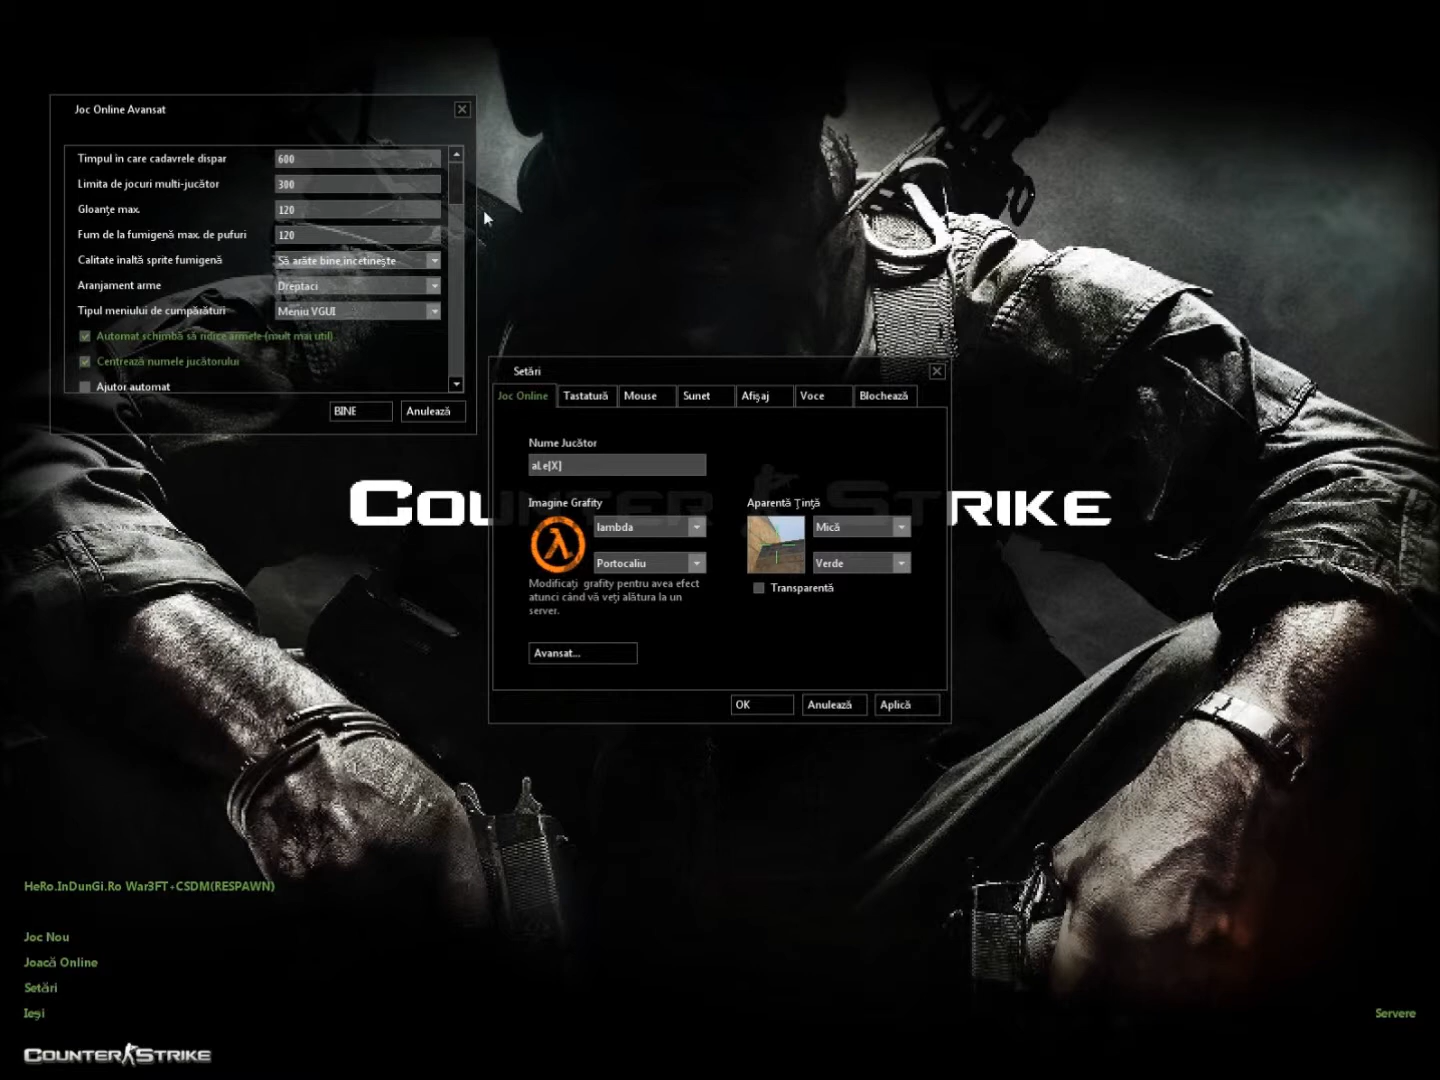 Joc Online Avansat
Timpul in care cadavrele dispar
600
Limita de jocuri multi-jucător
300
Gloanțe max.
120
Fum de la fumigenă max. de pufuri
120
Calitate inaltă sprite fumigenă
Să arăte bine,incetinește
Aranjament arme
Dreptaci
Tipul meniului de cumpărături
Meniu VGUI
Automat schimbă să ridice armele (mult mai util)
Centrează numele jucătorului
Ajutor automat
BINE
Anulează
Setări
Joc Online
Tastatură
Mouse
Sunet
Afișaj
Voce
Blochează
Nume Jucător
aLe[X]
Imagine Grafity
lambda
Portocaliu
Modificați grafity pentru avea efect
atunci când vă veți alătura la un
server.
Avansat...
Aparentă Țintă
Mică
Verde
Transparentă
OK
Anulează
Aplică
COUNTER STRIKE
HeRo.InDunGi.Ro War3FT+CSDM(RESPAWN)
Joc Nou
Joacă Online
Setări
Ieși
Servere
COUNTER STRIKE